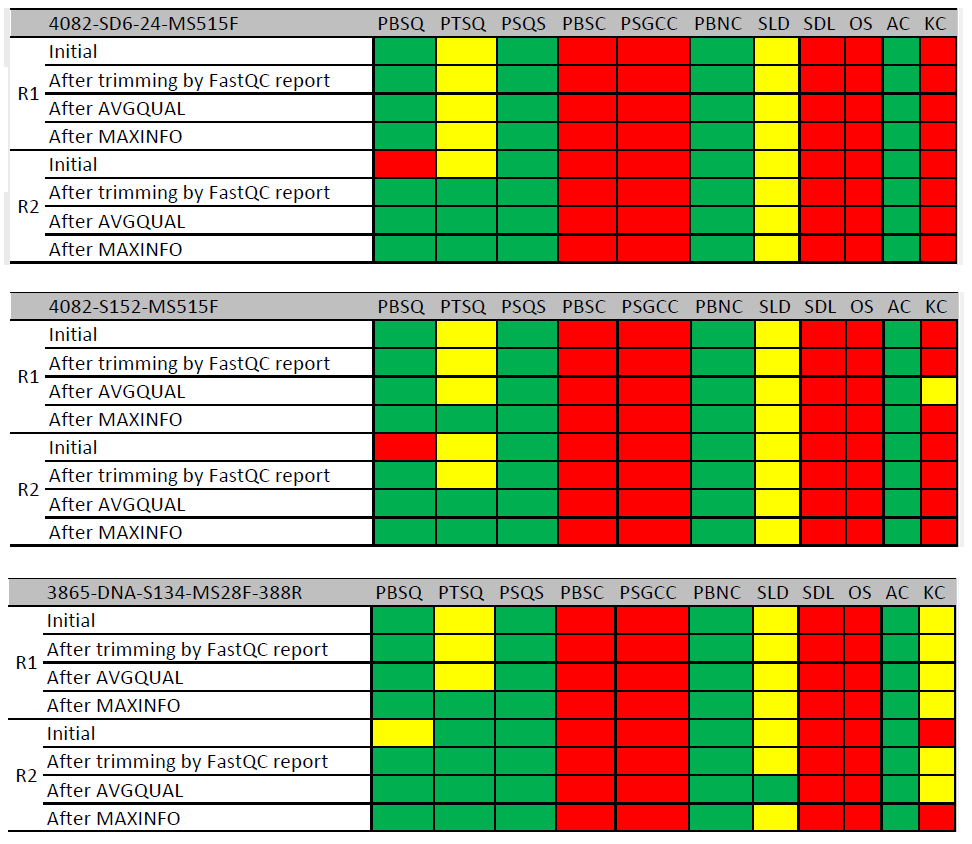 4082-SD6-24-MS515F PBSQ PTSQ PSQS PBSC PSGCC PBNC SLD SDL OS AC KC
Initial
After trimming by FastQC report
R1
After AVGQUAL
After MAXINFO
Initial
After trimming by FastQC report
R2
After AVGQUAL
After MAXINFO
4082-S152-MS515F PBSQ PTSQ PSQS PBSC PSGCC PBNC SLD SDL OS AC KC
Initial
After trimming by FastQC report
R1
After AVGQUAL
After MAXINFO
Initial
After trimming by FastQC report
R2
After AVGQUAL
After MAXINFO
3865-DNA-S134-MS28F-388R PBSQ PTSQ PSQS PBSC PSGCC PBNC SLD SDL OS AC KC
Initial
After trimming by FastQC report
R1
After AVGQUAL
After MAXINFO
Initial
After trimming by FastQC report
R2
After AVGQUAL
After MAXINFO